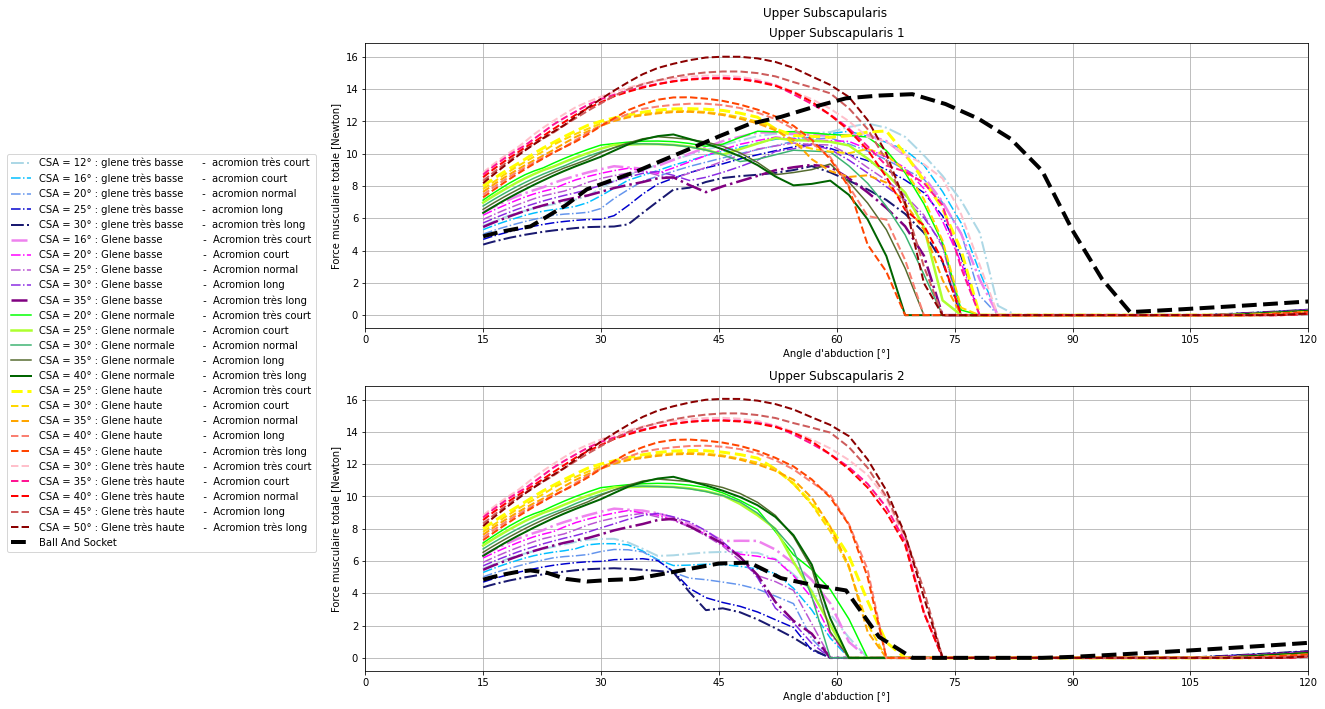 Upper Subscapularis
Upper Subscapularis 1
Force musculaire totale [Newton]
16
14
12
10
8
6
4
2
0
0 15 30 45 60 75 90 105 120
Angle d'abduction [°]
CSA = 12° : glene très basse - acromion très court
CSA = 16° : glene très basse - acromion court
CSA = 20° : glene très basse - acromion normal
CSA = 25° : glene très basse - acromion long
CSA = 30° : glene très basse - acromion très long
CSA = 16° : Glene basse - Acromion très court
CSA = 20° : Glene basse - Acromion court
CSA = 25° : Glene basse - Acromion normal
CSA = 30° : Glene basse - Acromion long
CSA = 35° : Glene basse - Acromion très long
CSA = 20° : Glene normale - Acromion très court
CSA = 25° : Glene normale - Acromion court
CSA = 30° : Glene normale - Acromion normal
CSA = 35° : Glene normale - Acromion long
CSA = 40° : Glene normale - Acromion très long
CSA = 25° : Glene haute - Acromion très court
CSA = 30° : Glene haute - Acromion court
CSA = 35° : Glene haute - Acromion normal
CSA = 40° : Glene haute - Acromion long
CSA = 45° : Glene haute - Acromion très long
CSA = 30° : Glene très haute - Acromion très court
CSA = 35° : Glene très haute - Acromion court
CSA = 40° : Glene très haute - Acromion normal
CSA = 45° : Glene très haute - Acromion long
CSA = 50° : Glene très haute - Acromion très long
Ball And Socket
Upper Subscapularis 2
Force musculaire totale [Newton]
16
14
12
10
8
6
4
2
0
0 15 30 45 60 75 90 105 120
Angle d'abduction [°]